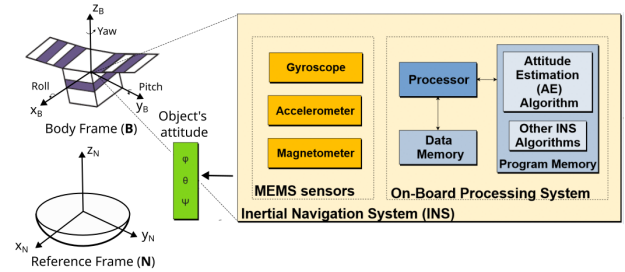 Z_B
Yaw
Roll
Pitch
X_B
y_B
Body Frame (B)
Z_N
X_N
y_N
Reference Frame (N)
Object's
attitude
φ
θ
Ψ
Gyroscope
Accelerometer
Magnetometer
MEMS sensors
Processor
Data
Memory
Attitude
Estimation
(AE)
Algorithm
Other INS
Algorithms
Program Memory
On-Board Processing System
Inertial Navigation System (INS)